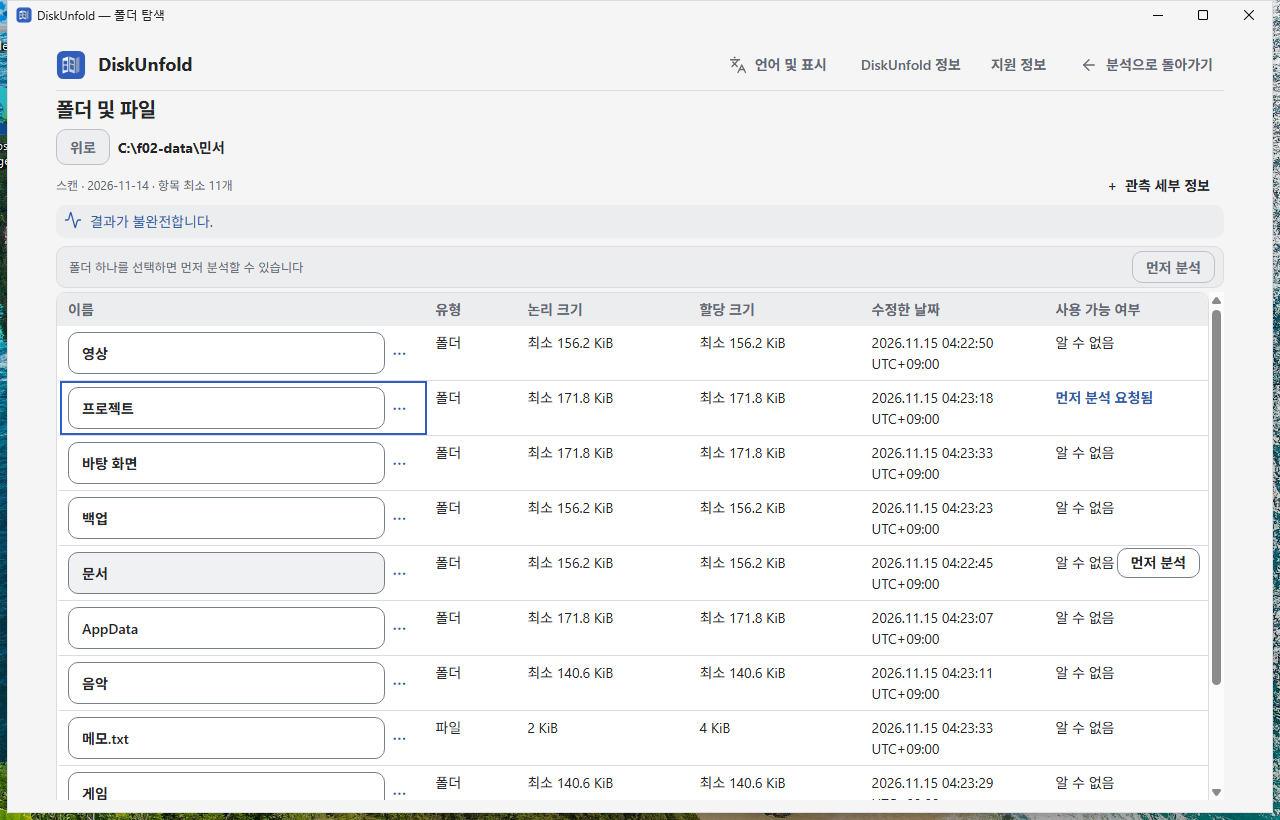 DiskUnfold — 폴더 탐색
DiskUnfold
언어 및 표시
DiskUnfold 정보
지원 정보
← 분석으로 돌아가기
폴더 및 파일
위로
C:\f02-data\민서
스캔 · 2026-11-14 · 항목 최소 11개
+ 관측 세부 정보
결과가 불완전합니다.
폴더 하나를 선택하면 먼저 분석할 수 있습니다
먼저 분석
이름 유형 논리 크기 할당 크기 수정한 날짜 사용 가능 여부
영상 ... 폴더 최소 156.2 KiB 최소 156.2 KiB 2026.11.15 04:22:50 알 수 없음
UTC+09:00
프로젝트 ... 폴더 최소 171.8 KiB 최소 171.8 KiB 2026.11.15 04:23:18 먼저 분석 요청됨
UTC+09:00
바탕 화면 ... 폴더 최소 171.8 KiB 최소 171.8 KiB 2026.11.15 04:23:33 알 수 없음
UTC+09:00
백업 ... 폴더 최소 156.2 KiB 최소 156.2 KiB 2026.11.15 04:23:23 알 수 없음
UTC+09:00
문서 ... 폴더 최소 156.2 KiB 최소 156.2 KiB 2026.11.15 04:22:45 알 수 없음 먼저 분석
UTC+09:00
AppData ... 폴더 최소 171.8 KiB 최소 171.8 KiB 2026.11.15 04:23:07 알 수 없음
UTC+09:00
음악 ... 폴더 최소 140.6 KiB 최소 140.6 KiB 2026.11.15 04:23:11 알 수 없음
UTC+09:00
메모.txt ... 파일 2 KiB 4 KiB 2026.11.15 04:23:33 알 수 없음
UTC+09:00
게임 ... 폴더 최소 140.6 KiB 최소 140.6 KiB 2026.11.15 04:23:29 알 수 없음